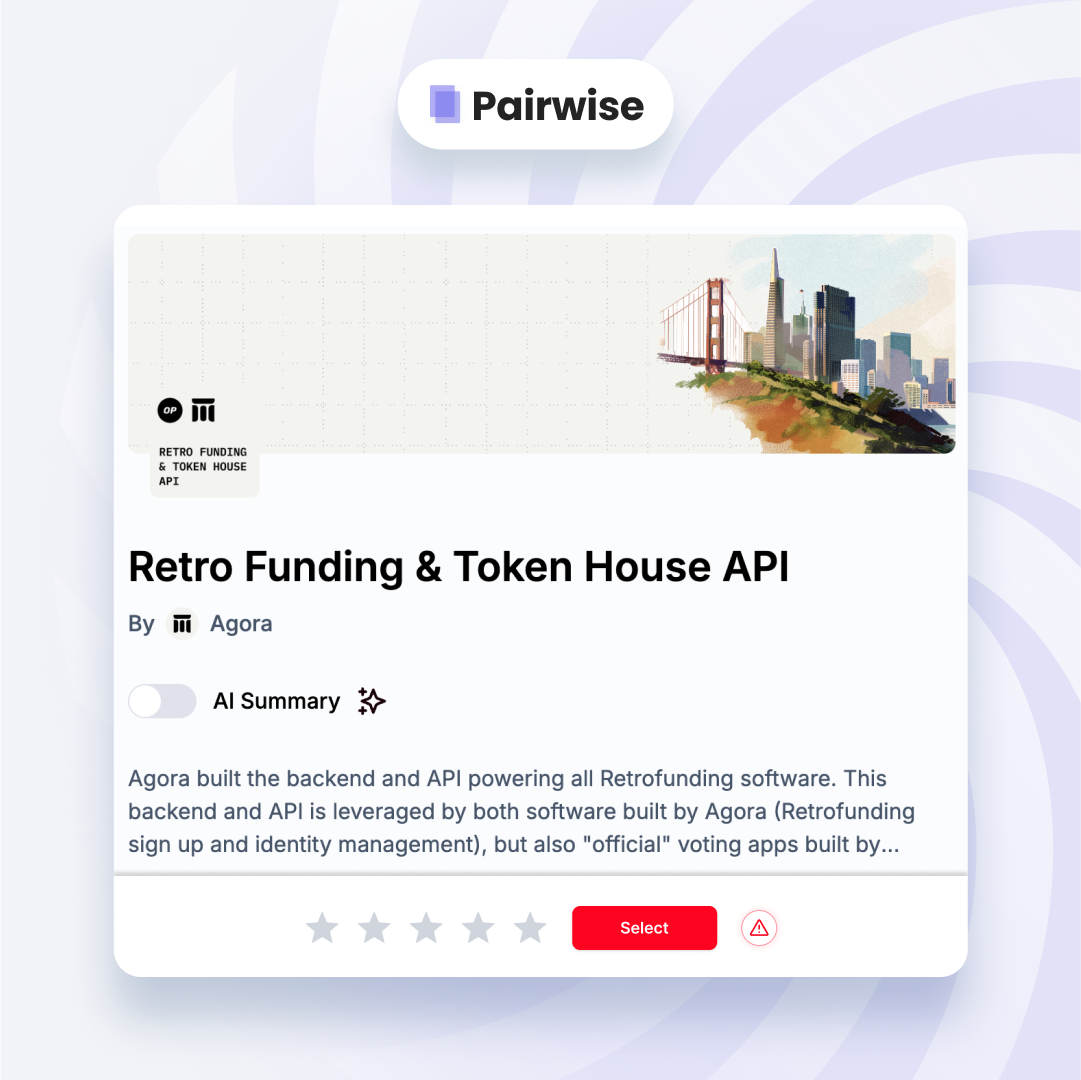 Pairwise
OP
RETRO FUNDING
& TOKEN HOUSE
API
Retro Funding & Token House API
By Agora
AI Summary
Agora built the backend and API powering all Retrofunding software. This
backend and API is leveraged by both software built by Agora (Retrofunding
sign up and identity management), but also "official" voting apps built by...
Select